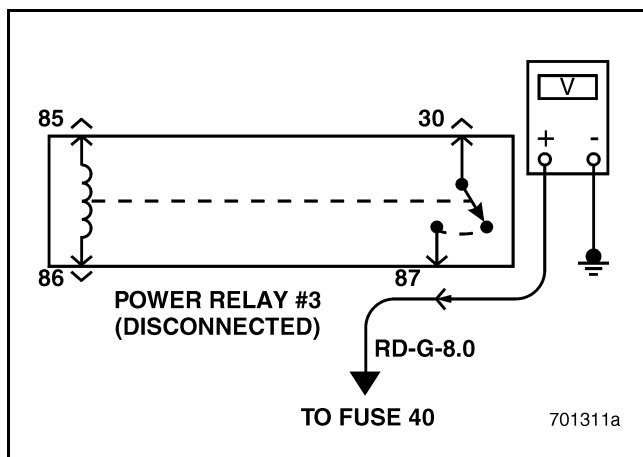 V
85
30
+ -
86
87
POWER RELAY #3
(DISCONNECTED)
RD-G-8.0
TO FUSE 40
701311a